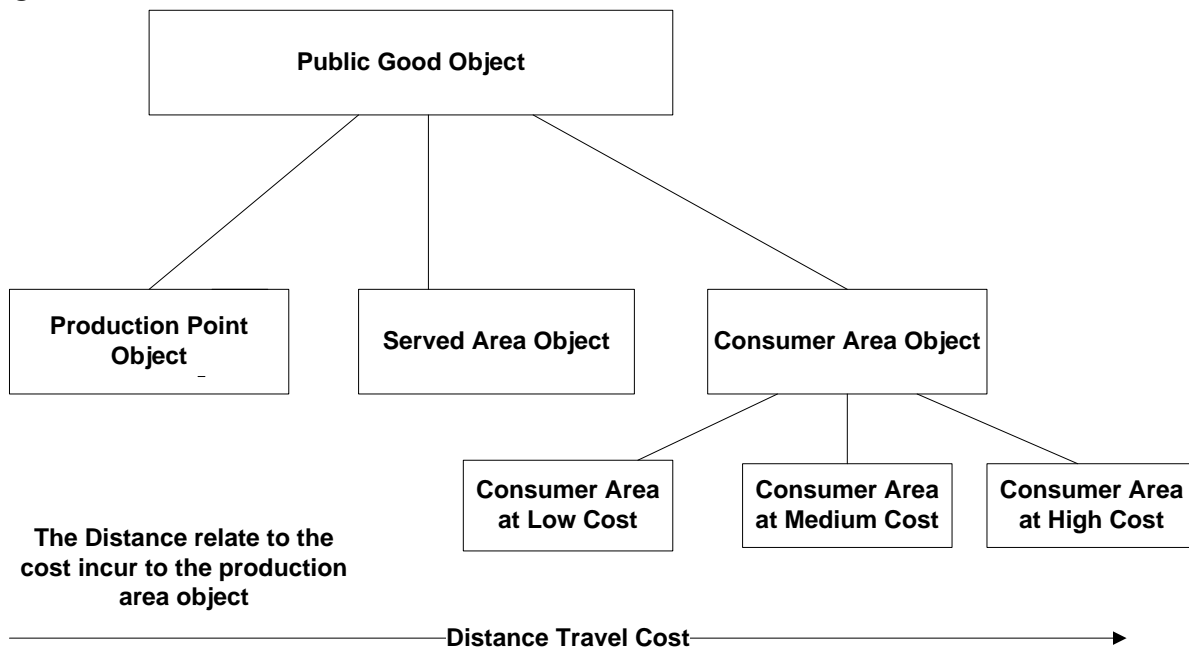 Public Good Object
Production Point
Object
Served Area Object
Consumer Area Object
Consumer Area
at Low Cost
Consumer Area
at Medium Cost
Consumer Area
at High Cost
The Distance relate to the
cost incur to the production
area object
Distance Travel Cost